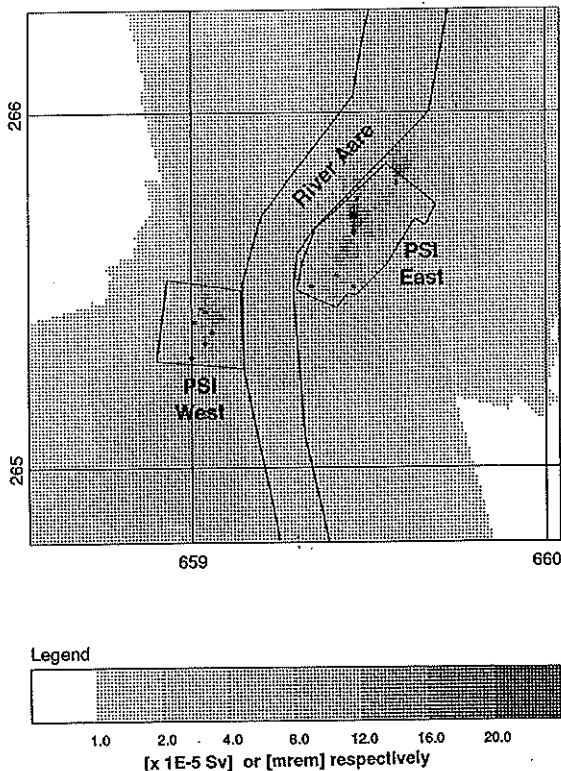 266
River Aare
PSI
East
PSI
West
265
659
660
Legend
1.0 2.0 4.0 8.0 12.0 16.0 20.0
[x 1E-5 Sv] or [mrem] respectively